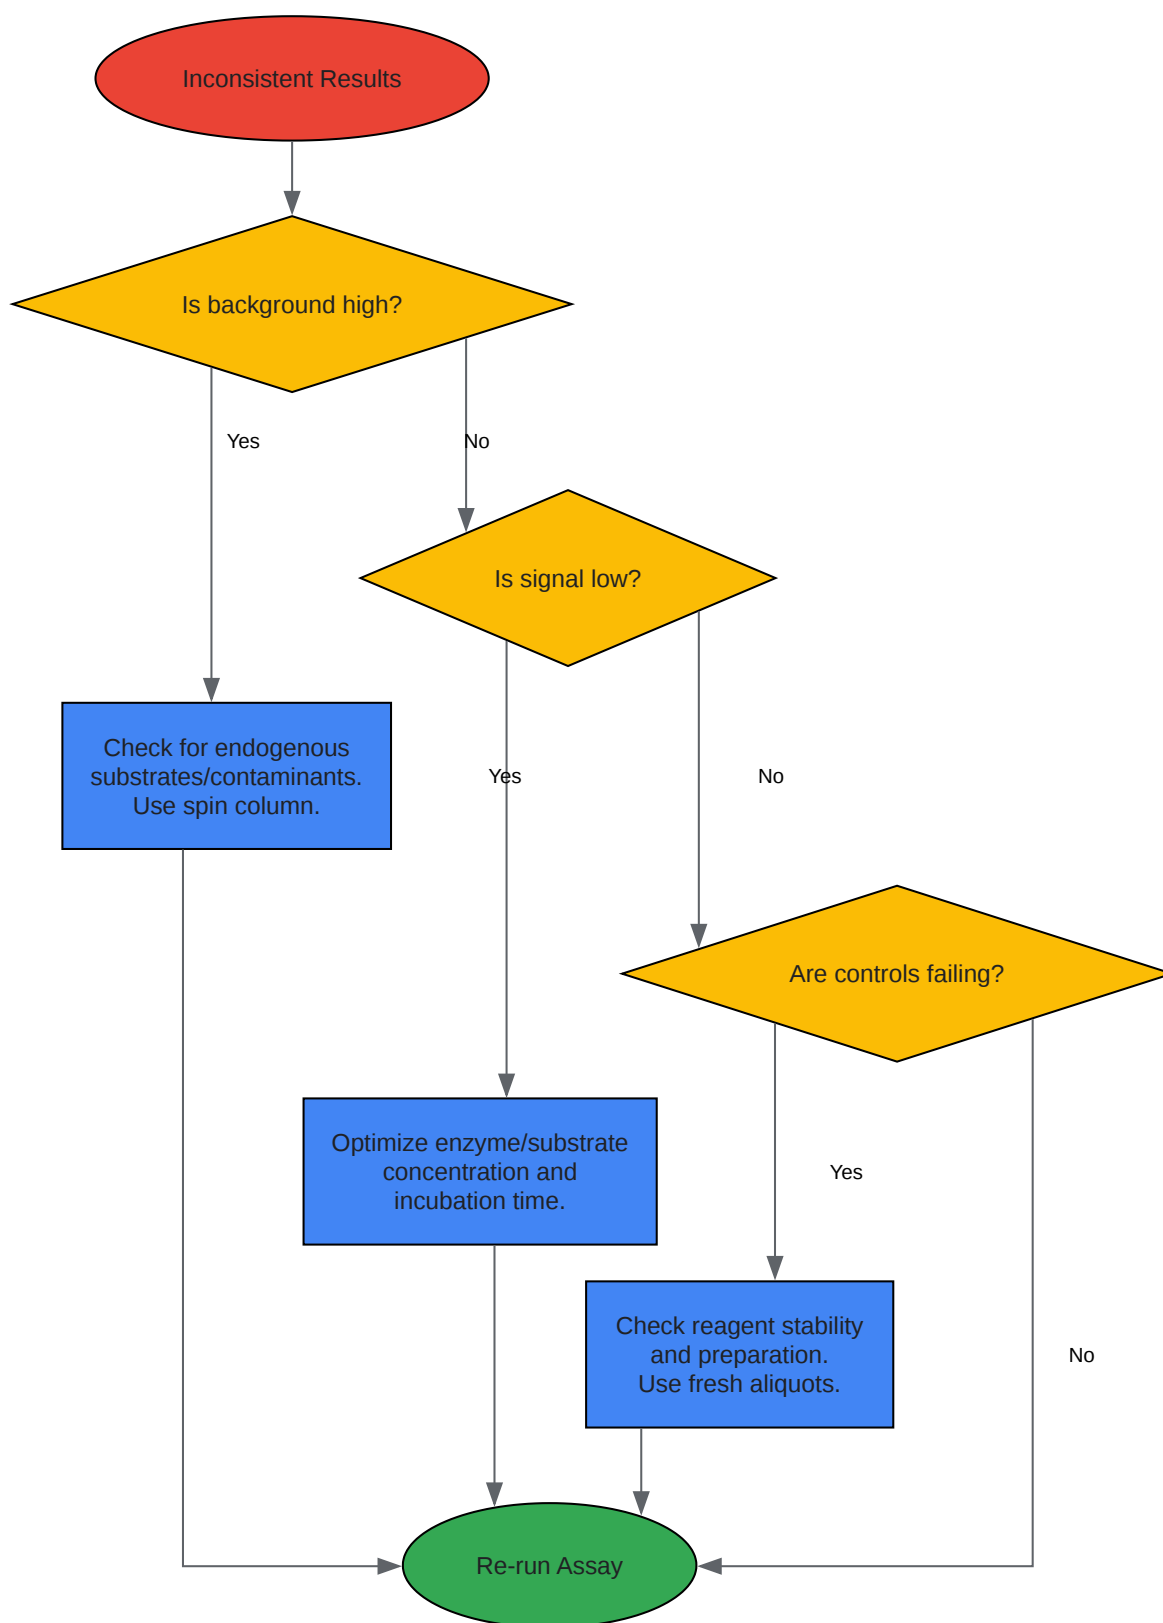 Inconsistent Results
Is background high?
Yes
No
Is signal low?
Check for endogenous
substrates/contaminants.
Use spin column.
Yes
No
Are controls failing?
Optimize enzyme/substrate
concentration and
incubation time.
Yes
Check reagent stability
and preparation.
Use fresh aliquots.
No
Re-run Assay